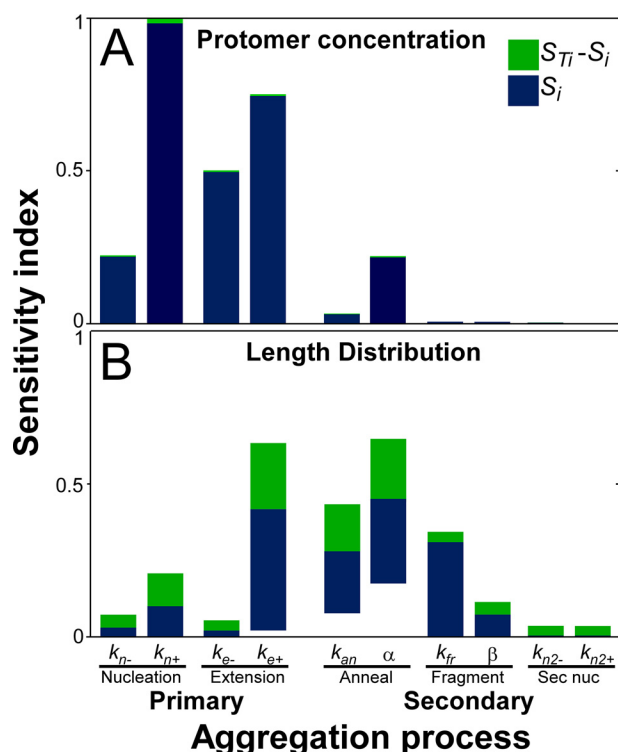 Sensitivity index
A
Protomer concentration
S_Ti - S_i
S_i
1
0.5
0
B
Length Distribution
1
0.5
0
k_n- k_n+ k_e- k_e+ k_an α k_fr β k_n2- k_n2+
Nucleation Extension Anneal Fragment Sec nuc
Primary Secondary
Aggregation process